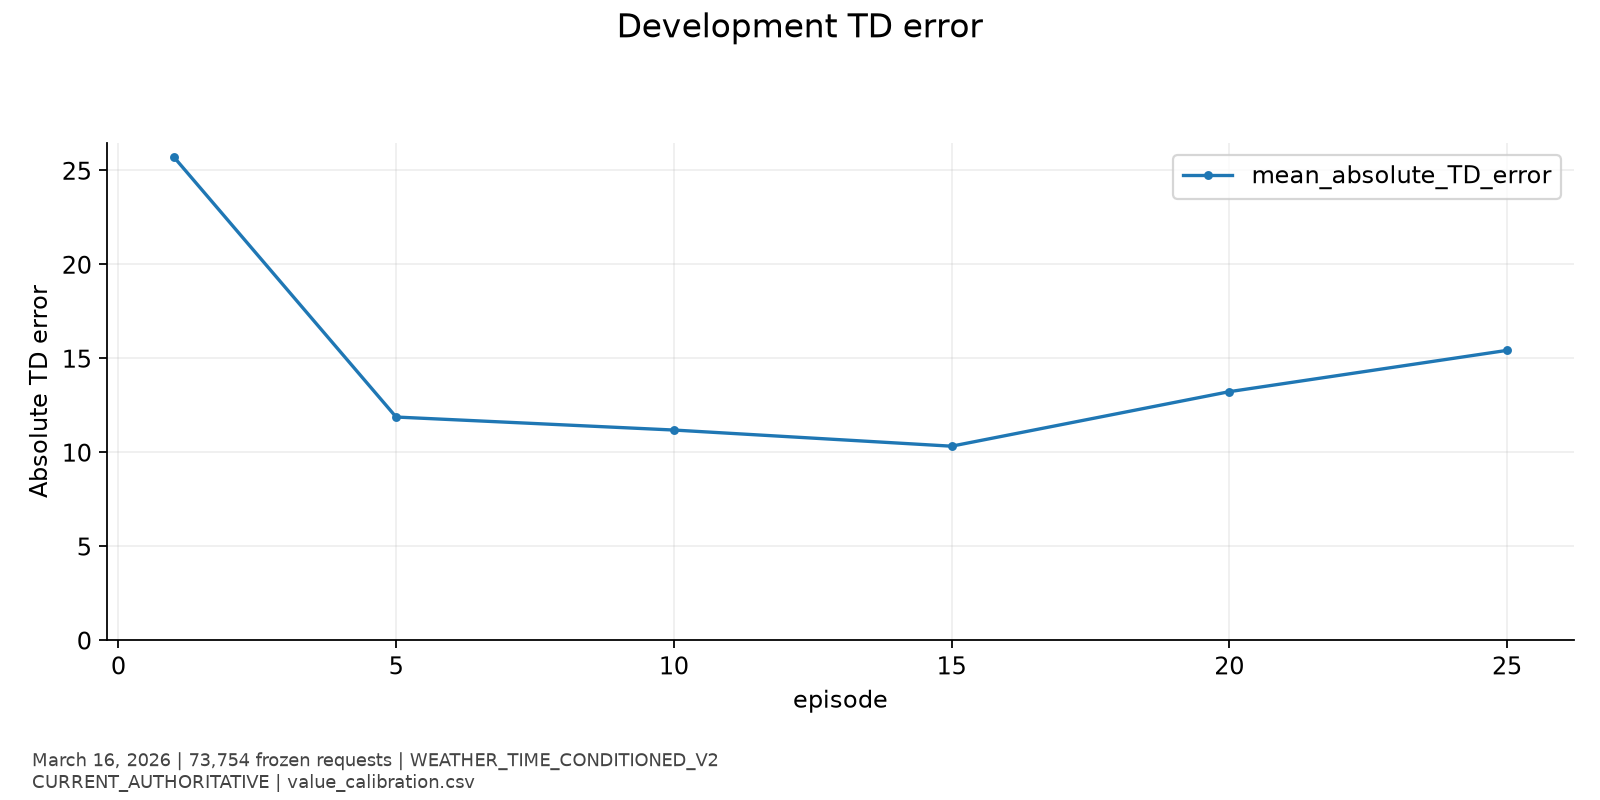 Development TD error
25
20
15
10
5
0
Absolute TD error
mean_absolute_TD_error
0 5 10 15 20 25
episode
March 16, 2026 | 73,754 frozen requests | WEATHER_TIME_CONDITIONED_V2
CURRENT_AUTHORITATIVE | value_calibration.csv